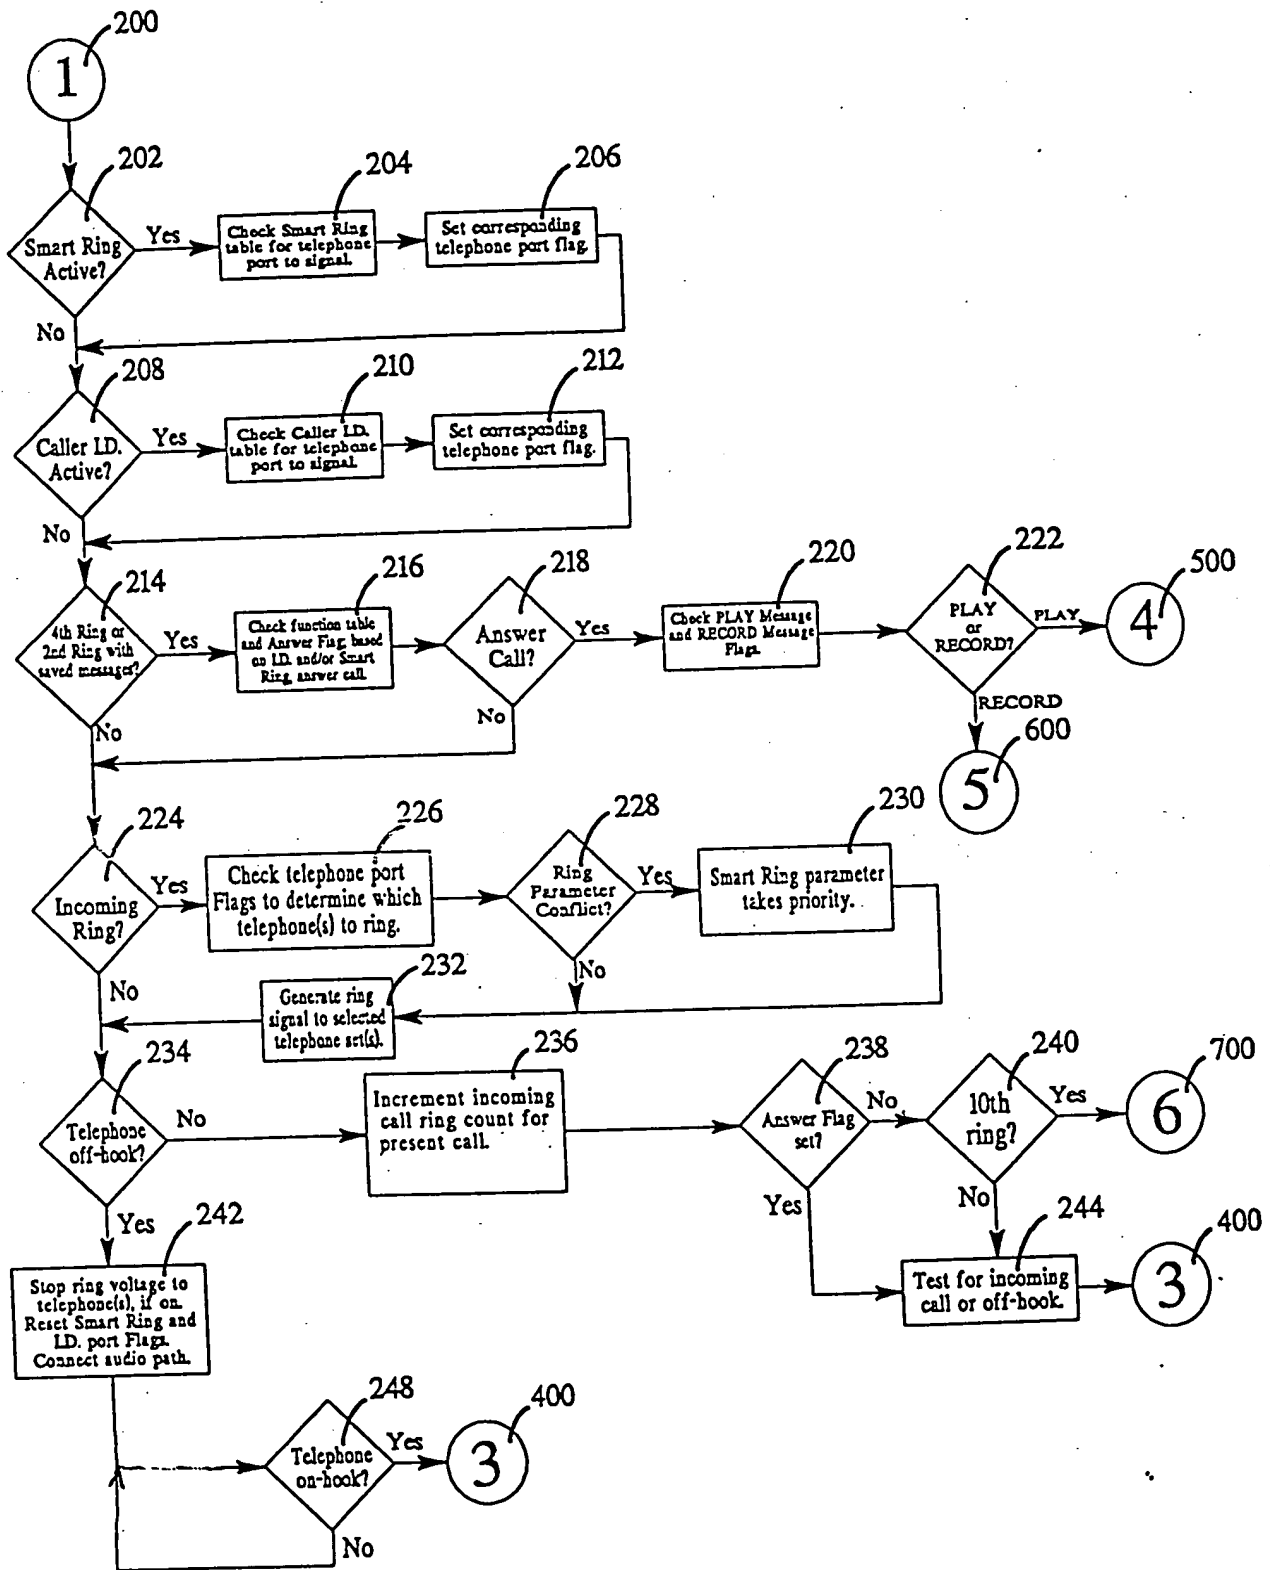 200
1
202
204
206
Smart Ring
Active?
Yes
Check Smart Ring
table for telephone
port to signal.
Set corresponding
telephone port flag.
No
208
210
212
Caller I.D.
Active?
Yes
Check Caller I.D.
table for telephone
port to signal.
Set corresponding
telephone port flag.
No
214
216
218
220
222
500
4th Ring or
2nd Ring with
saved messages?
Yes
Check function table
and Answer Flag, based
on I.D. and/or Smart
Ring, answer call.
Answer
Call?
Yes
Check PLAY Message
and RECORD Message
Flags.
PLAY
or
RECORD?
PLAY
4
No
No
RECORD
600
5
224
226
228
230
Incoming
Ring?
Yes
Check telephone port
Flags to determine which
telephone(s) to ring.
Ring
Parameter
Conflict?
Yes
Smart Ring parameter
takes priority.
No
No
232
Generate ring
signal to selected
telephone set(s).
234
236
238
240
700
Telephone
off-hook?
No
Increment incoming
call ring count for
present call.
Answer Flag
set?
No
10th
ring?
Yes
6
Yes
Yes
No
242
244
400
Stop ring voltage to
telephone(s), if on.
Reset Smart Ring and
I.D. port Flags.
Connect audio path.
Test for incoming
call or off-hook.
3
248
400
Telephone
on-hook?
Yes
3
No